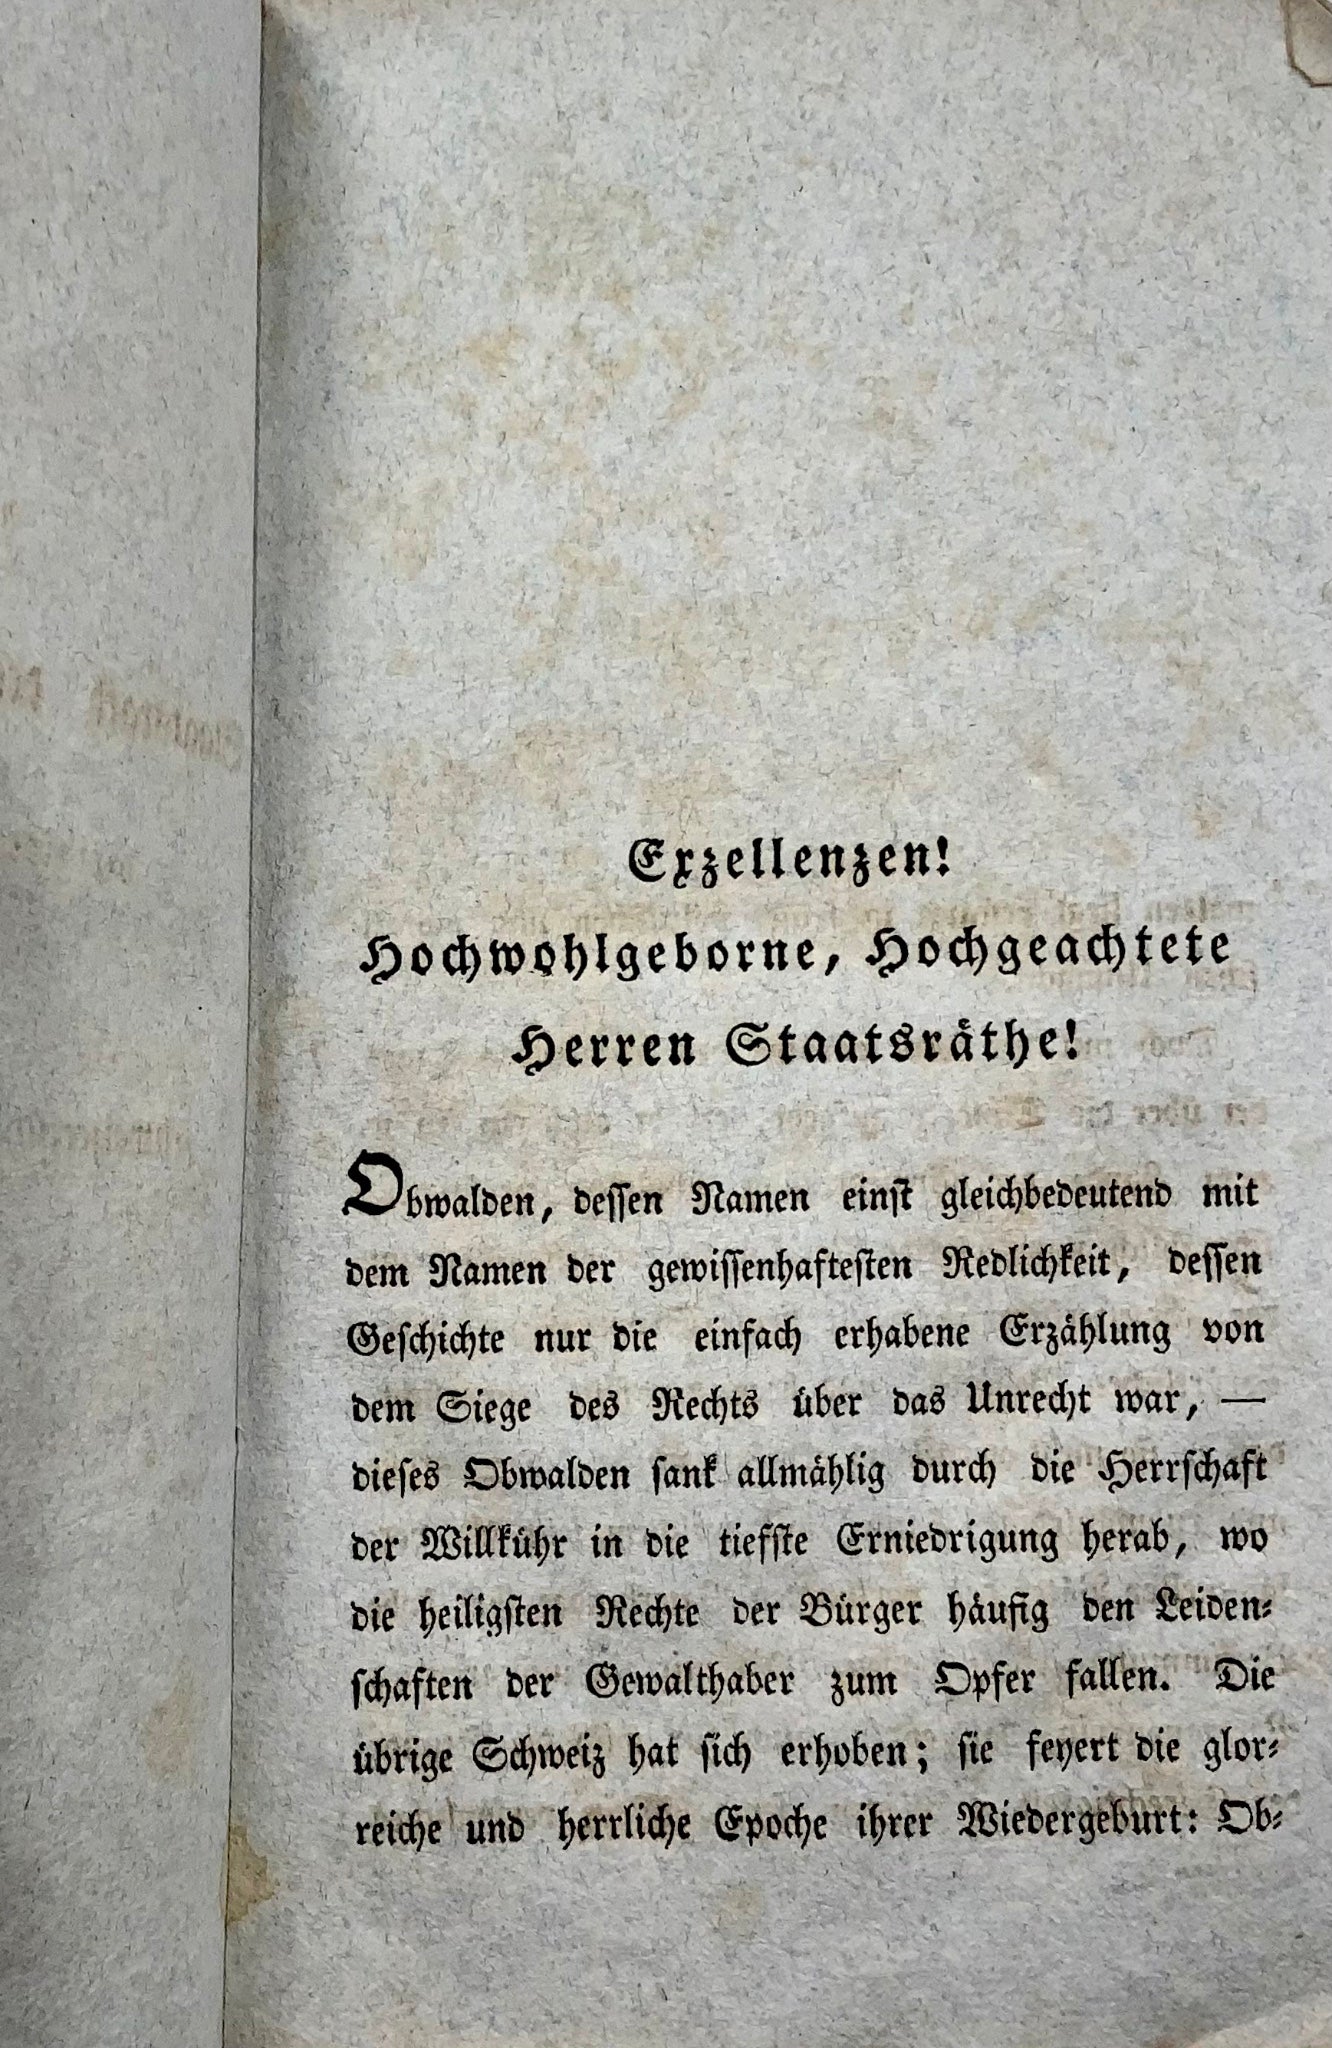 Exzellenzen!
Hochwohlgeborne, Hochgeachtete
Herren Staatsräthe!
Obwalden, dessen Namen einst gleichbedeutend mit
dem Namen der gewissenhaftesten Redlichkeit, dessen
Geschichte nur die einfach erhabene Erzählung von
dem Siege des Rechts über das Unrecht war, —
dieses Obwalden sank allmählig durch die Herrschaft
der Willkühr in die tiefste Erniedrigung herab, wo
die heiligsten Rechte der Bürger häufig den Leiden-
schaften der Gewalthaber zum Opfer fallen. Die
übrige Schweiz hat sich erhoben; sie feyert die glor-
reiche und herrliche Epoche ihrer Wiedergeburt: Ob-